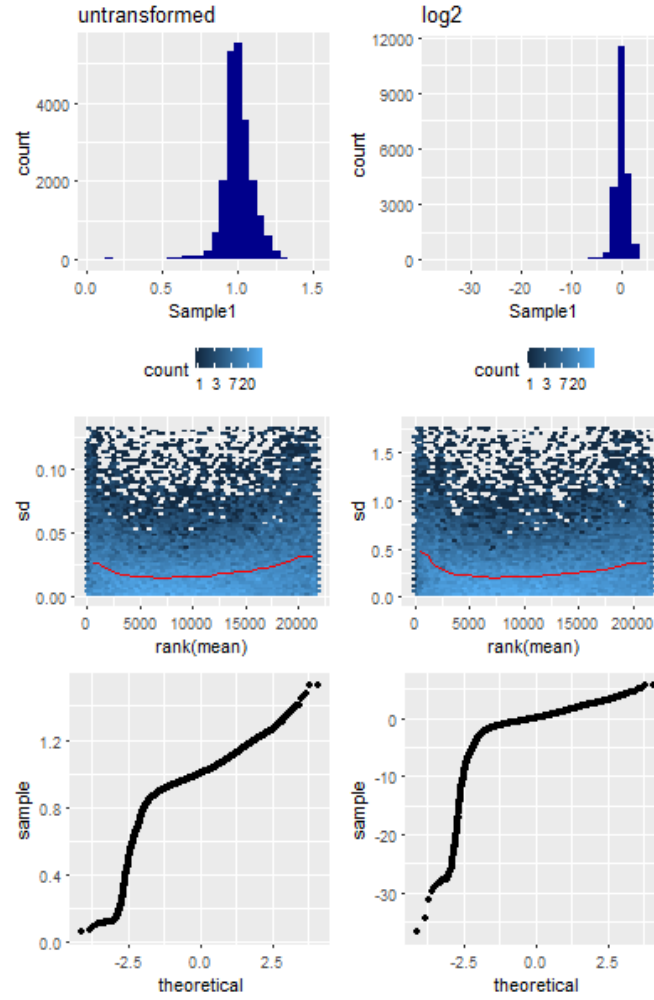 untransformed
4000
2000
0
count
0.0 0.5 1.0 1.5
Sample1
log2
12000
9000
6000
3000
0
count
-30 -20 -10 0
Sample1
count
1 3 7 20
count
1 3 7 20
0.10
0.05
0.00
sd
0 5000 10000 15000 20000
rank(mean)
1.5
1.0
0.5
0.0
sd
0 5000 10000 15000 20000
rank(mean)
1.2
0.8
0.4
0.0
sample
-2.5 0.0 2.5
theoretical
0
-10
-20
-30
sample
-2.5 0.0 2.5
theoretical